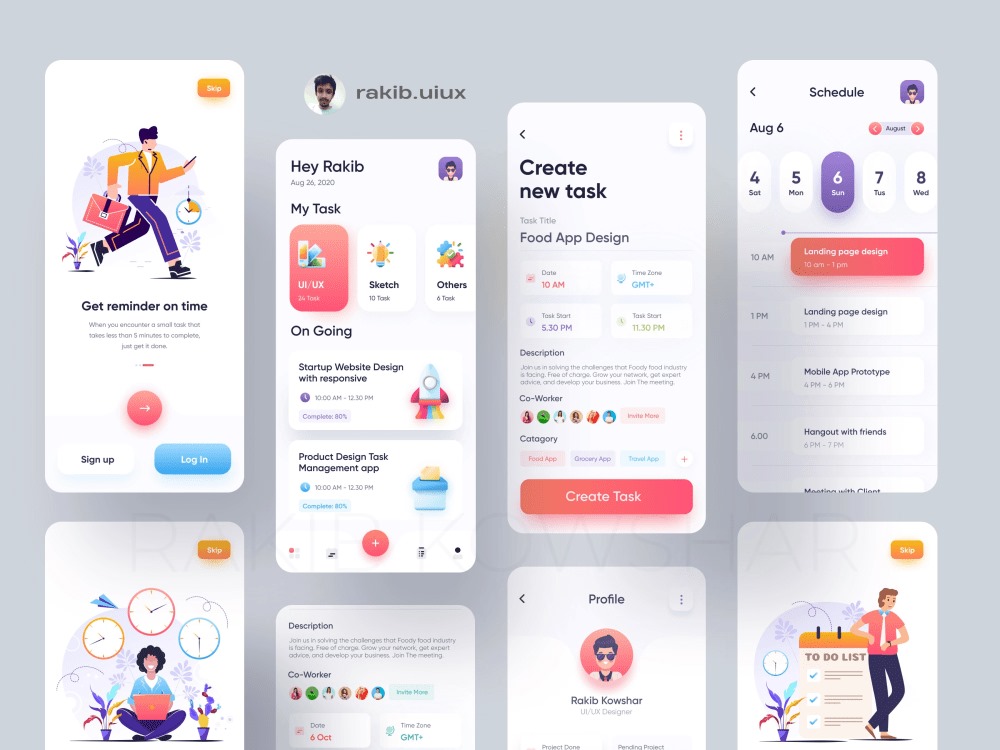 Skip
Get reminder on time
When you encounter a small task that
takes less than 5 minutes to complete,
just get it done.
Sign up
Log In
rakib.uiux
Hey Rakib
Aug 26, 2020
My Task
UI/UX
24 Task
Sketch
10 Task
Others
6 Task
On Going
Startup Website Design
with responsive
10:00 AM - 12.30 PM
Complete: 80%
Product Design Task
Management app
10:00 AM - 12.30 PM
Complete: 80%
+
Create
new task
Task Title
Food App Design
Date
10 AM
Time Zone
GMT+
Task Start
5.30 PM
Task Start
11.30 PM
Description
Join us in solving the challenges that Foody food industry
is facing. Free of charge. Grow your network, get expert
advice, and develop your business. Join The meeting.
Co-Worker
Invite More
Catagory
Food App
Grocery App
Travel App
+
Create Task
Schedule
Aug 6
August
4 5 6 7 8
Sat Mon Sun Tus Wed
10 AM
Landing page design
10 am - 1 pm
1 PM
Landing page design
1 PM - 4 PM
4 PM
Mobile App Prototype
4 PM - 6 PM
6.00
Hangout with friends
6 PM - 7 PM
Meeting with Client
RAKIB KOWSHAR
Skip
Description
Join us in solving the challenges that Foody food industry
is facing. Free of charge. Grow your network, get expert
advice, and develop your business. Join The meeting.
Co-Worker
Invite More
Date
6 Oct
Time Zone
GMT+
Profile
Rakib Kowshar
UI/UX Designer
Project Done
Pending Project
Skip
TO DO LIST